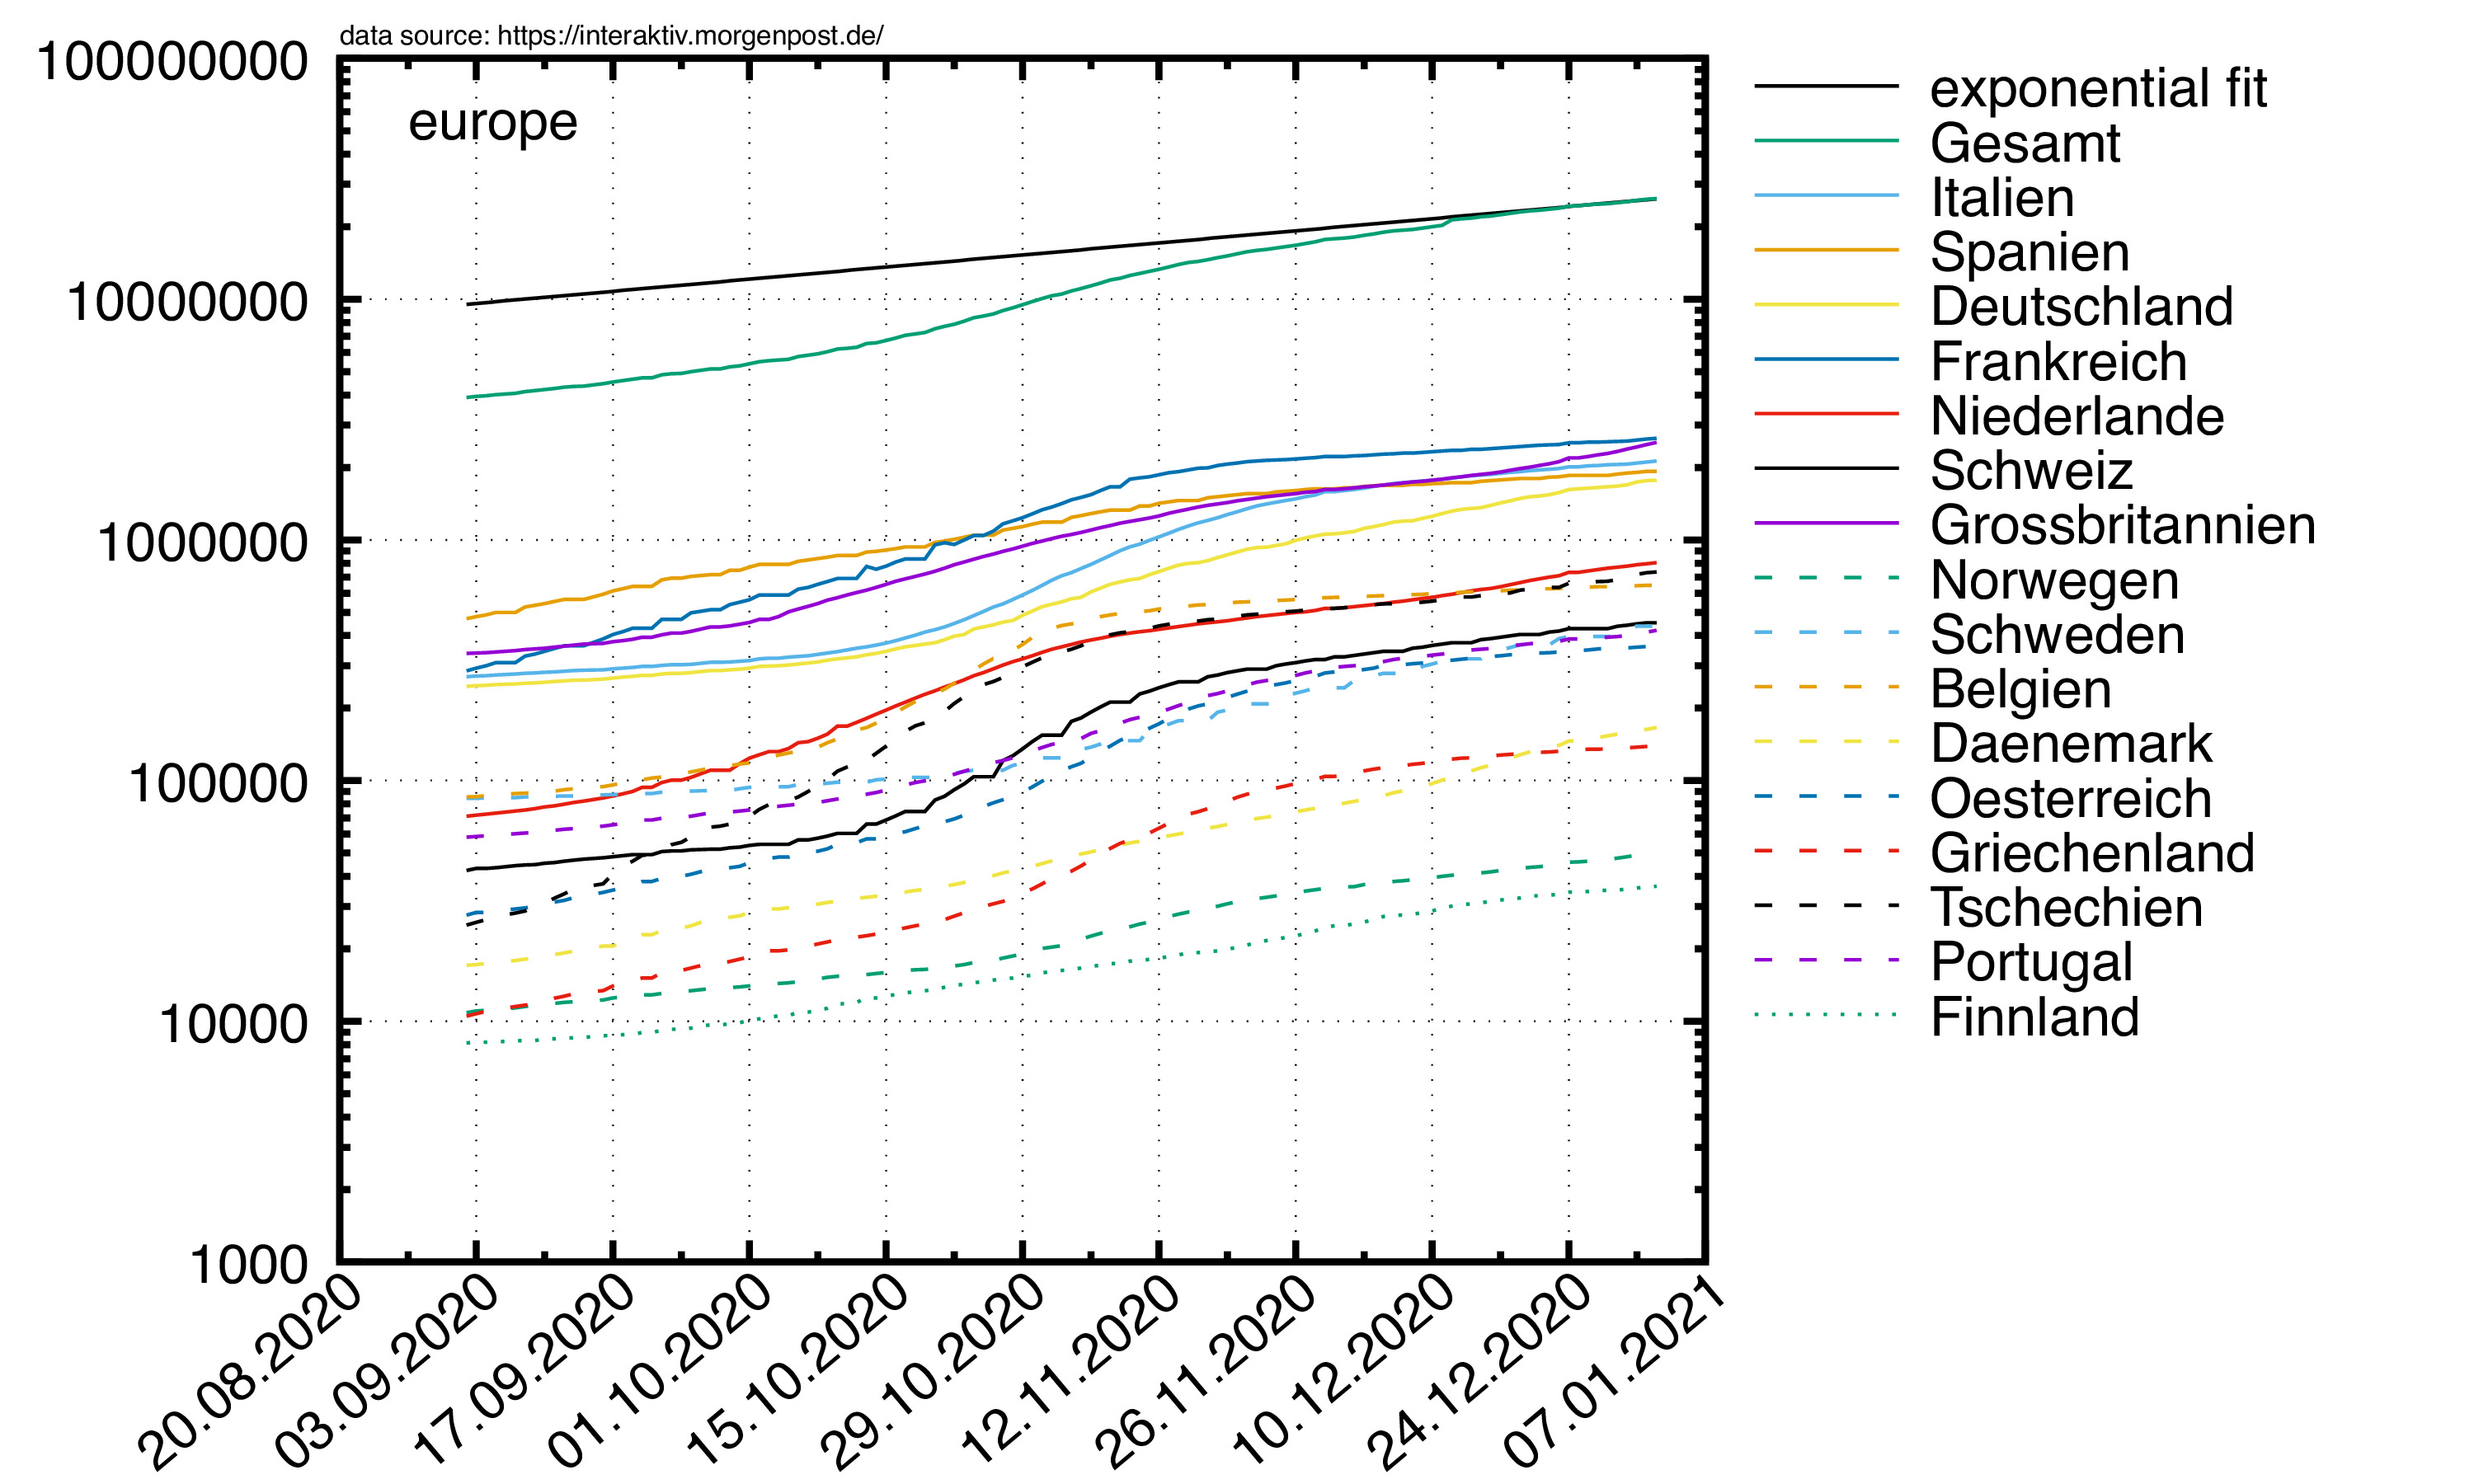 data source: https://interaktiv.morgenpost.de/
europe
100000000
10000000
1000000
100000
10000
1000
20.08.2020
03.09.2020
17.09.2020
01.10.2020
15.10.2020
29.10.2020
12.11.2020
26.11.2020
10.12.2020
24.12.2020
07.01.2021
exponential fit
Gesamt
Italien
Spanien
Deutschland
Frankreich
Niederlande
Schweiz
Grossbritannien
Norwegen
Schweden
Belgien
Daenemark
Oesterreich
Griechenland
Tschechien
Portugal
Finnland